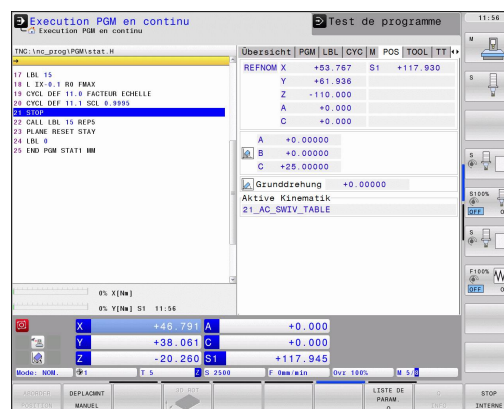 Execution PGM en continu
Execution PGM en continu
Test de programme
11:56
TNC:\nc_prog\PGM\stat.H
→
17 LBL 15
18 L IX-0.1 R0 FMAX
19 CYCL DEF 11.0 FACTEUR ECHELLE
20 CYCL DEF 11.1 SCL 0.9995
21 STOP
22 CALL LBL 15 REP5
23 PLANE RESET STAY
24 LBL 0
25 END PGM STAT1 MM
0% X[Nm]
0% Y[Nm] S1 11:56
Übersicht PGM LBL CYC M POS TOOL TT
REFNOM X +53.767 S1 +117.930
Y +61.936
Z -110.000
A +0.000
C +0.000
A +0.00000
B +0.00000
C +25.00000
Grunddrehung +0.00000
Aktive Kinematik
21_AC_SWIV_TABLE
X +46.791 A +0.000
Y +38.061 C +0.000
Z -20.260 S1 +117.945
Mode: NOM. 1 T 5 Z S 2500 F 0mm/min Ovr 100% M 5/8
M
S
S
S100%
OFF
S
F100% W
OFF
DEPLACMNT
MANUEL
3D ROT
LISTE DE
PARAM.
Q
INFO
STOP
INTERNE